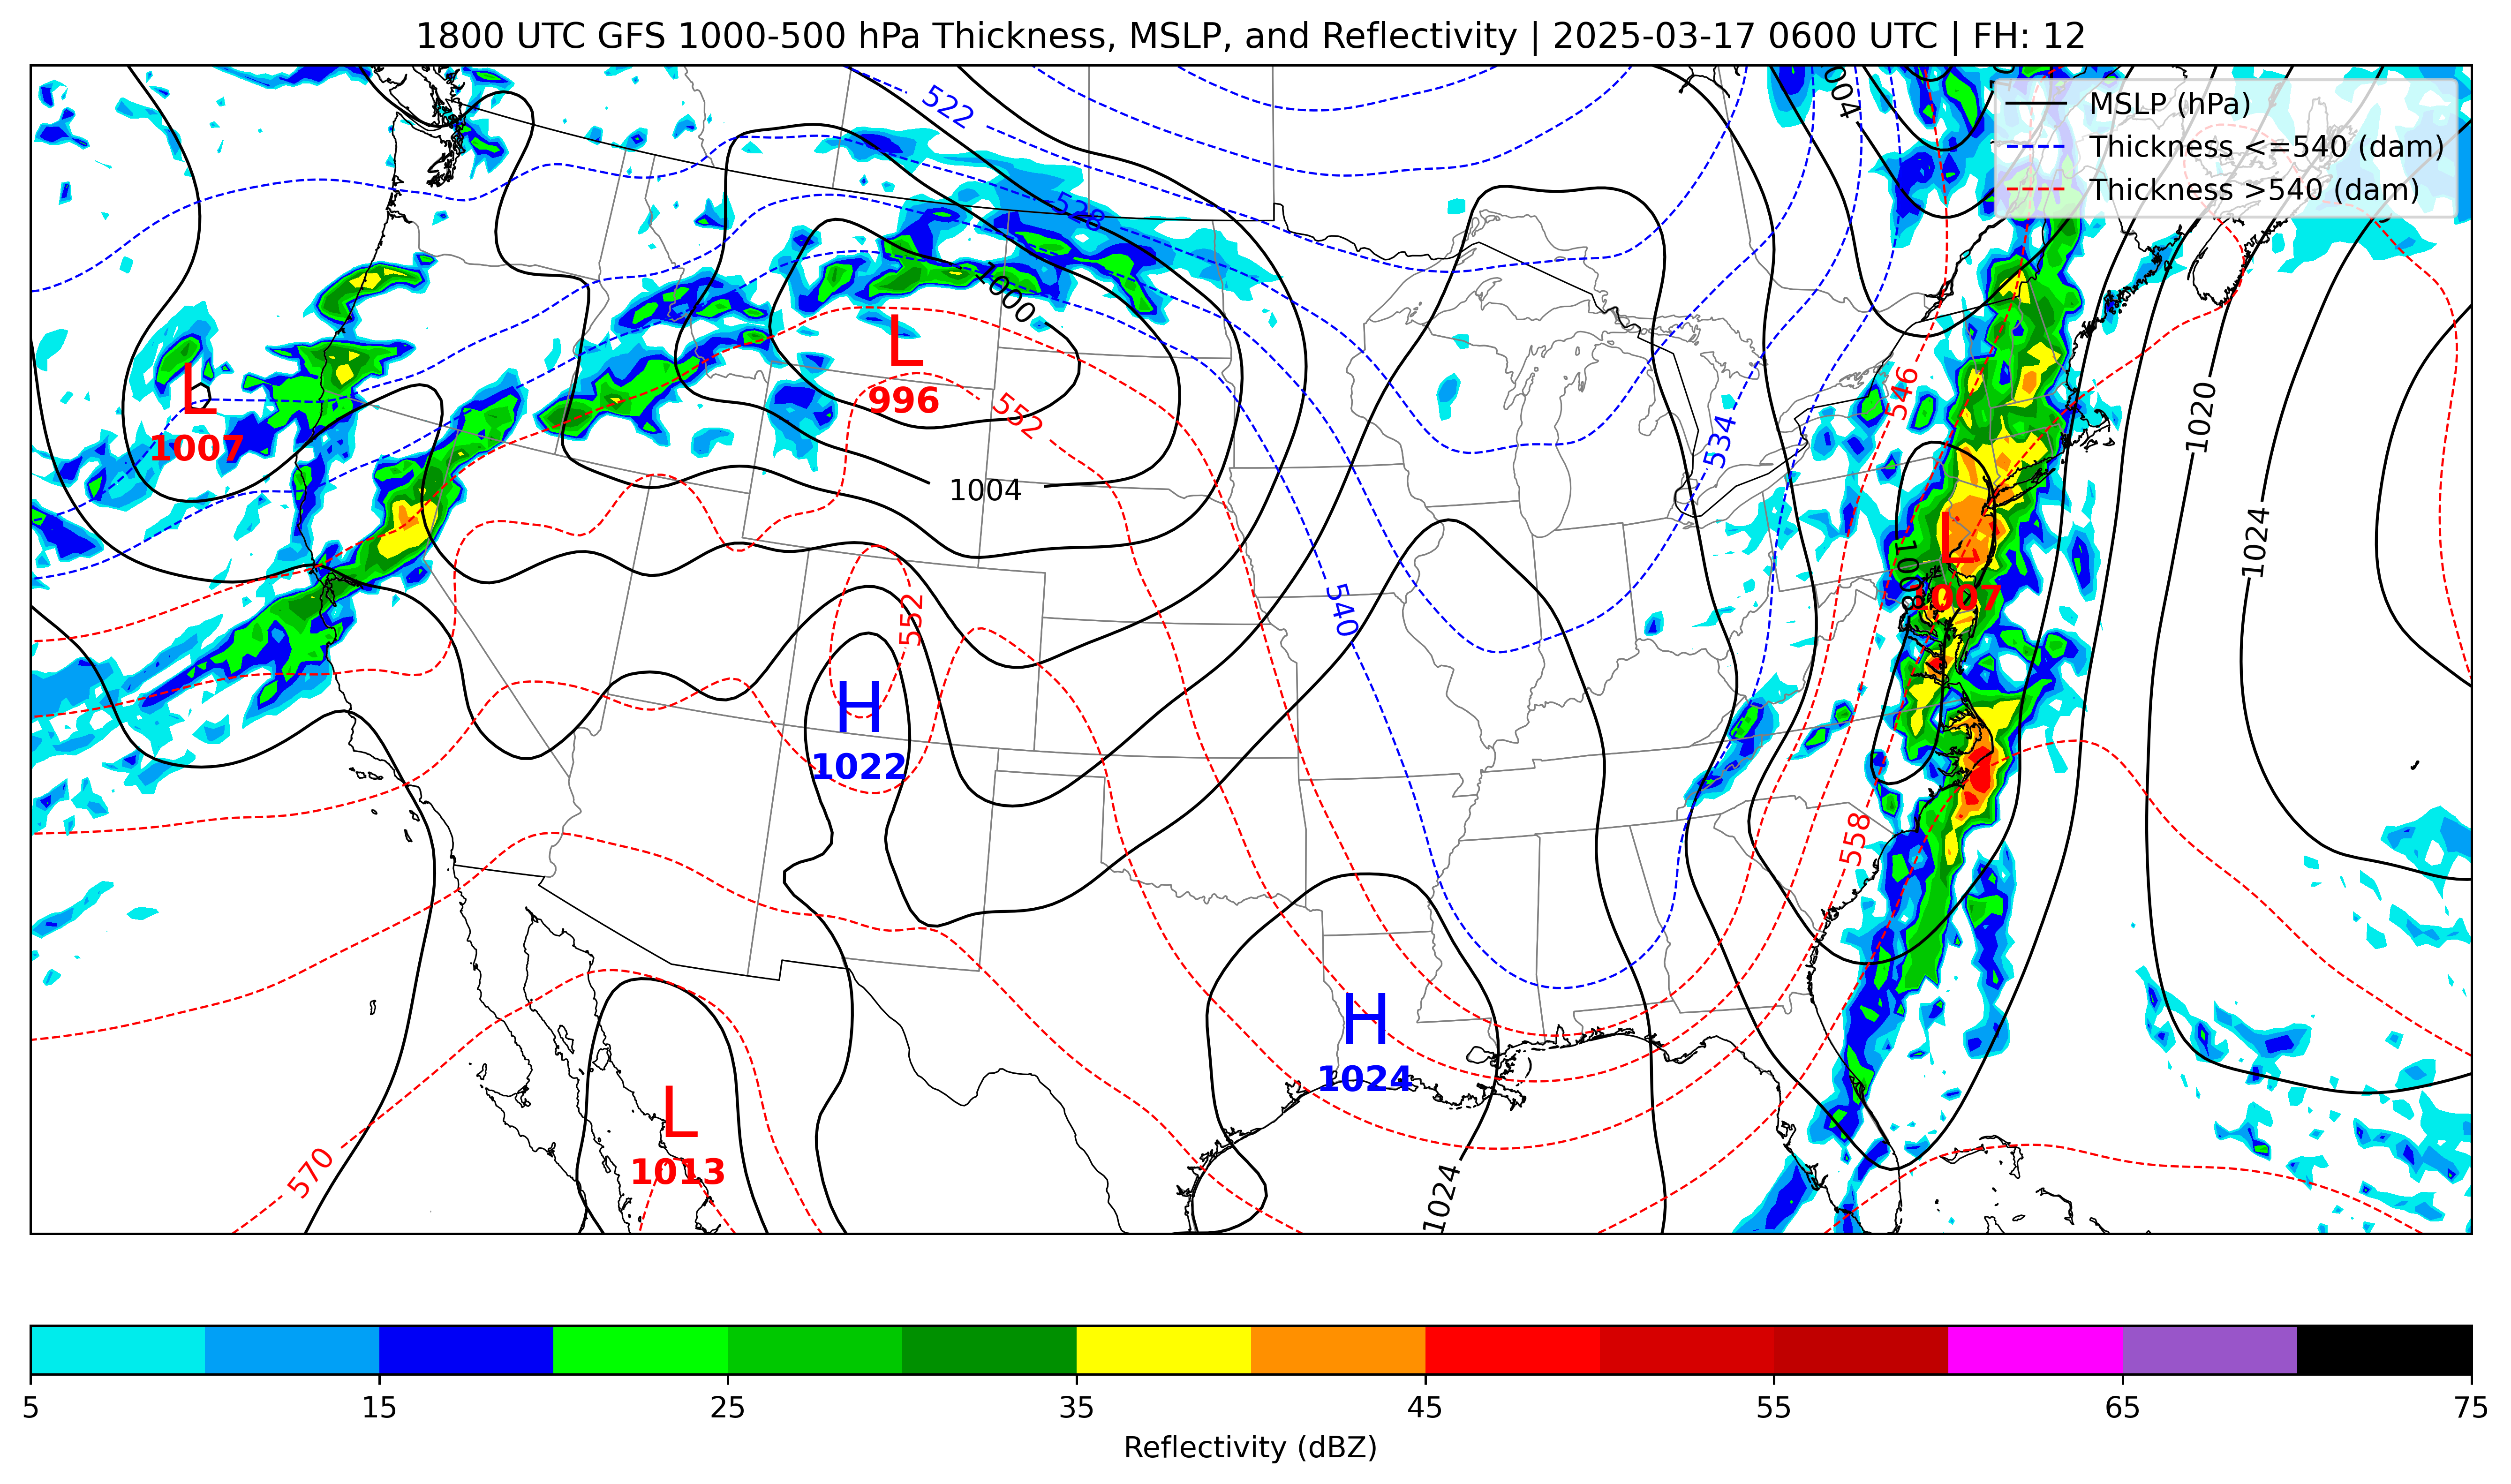 1800 UTC GFS 1000-500 hPa Thickness, MSLP, and Reflectivity | 2025-03-17 0600 UTC | FH: 12
MSLP (hPa)
Thickness <=540 (dam)
Thickness >540 (dam)
522
004
528
1000
L
996
552
L
1007
546
534
1020
1004
1024
L
1007
1008
540
552
H
1022
558
H
1024
L
1013
570
1024
5
15
25
35
45
55
65
75
Reflectivity (dBZ)